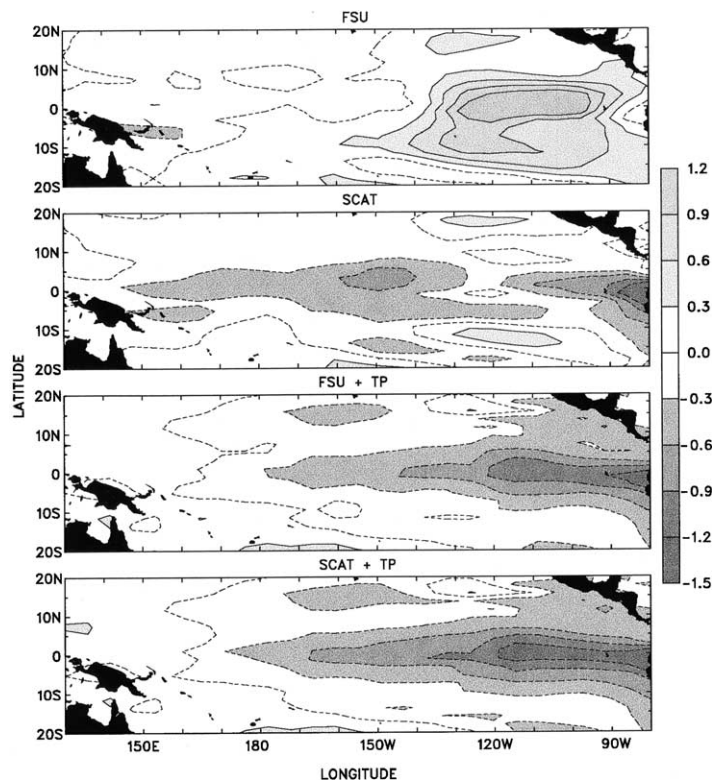 FSU
20N
10N
0
10S
20S
SCAT
20N
10N
0
10S
20S
FSU + TP
20N
10N
0
10S
20S
SCAT + TP
20N
10N
0
10S
20S
150E 180 150W 120W 90W
LONGITUDE
LATITUDE
1.2
0.9
0.6
0.3
0.0
-0.3
-0.6
-0.9
-1.2
-1.5